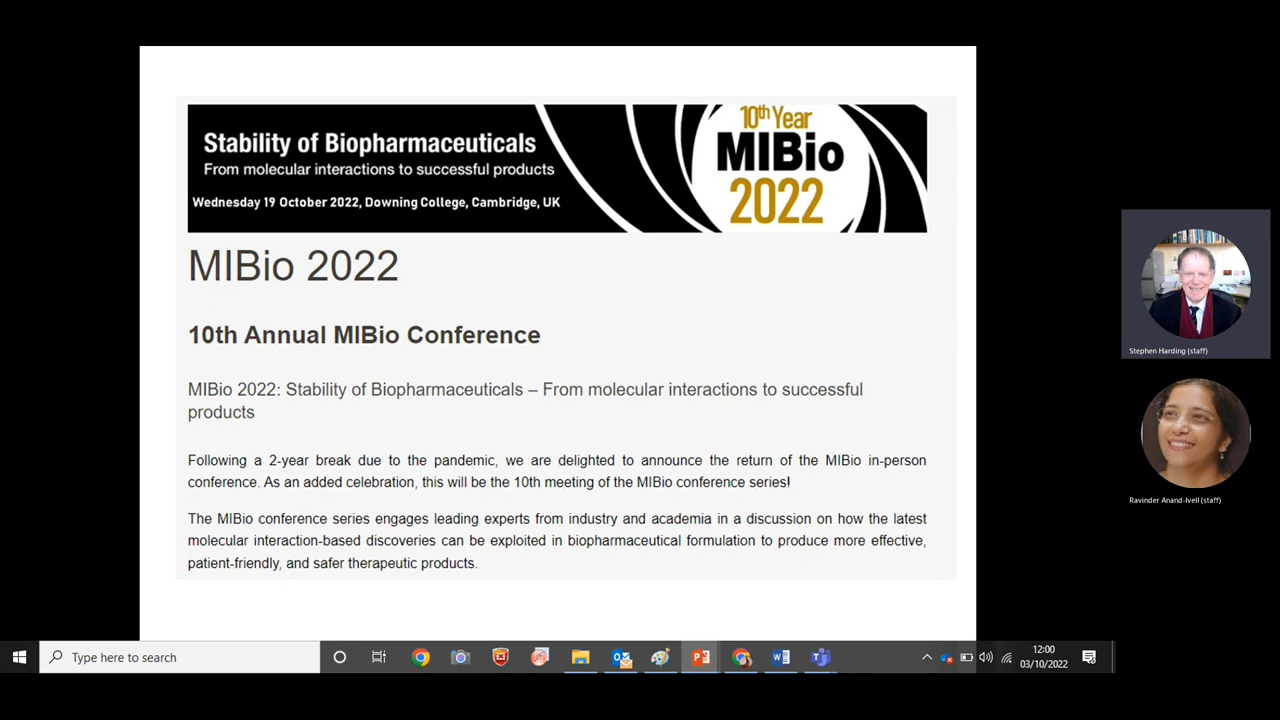 Stability of Biopharmaceuticals
From molecular interactions to successful products
Wednesday 19 October 2022, Downing College, Cambridge, UK
10th Year
MIBio
2022
MIBio 2022
10th Annual MIBio Conference
MIBio 2022: Stability of Biopharmaceuticals – From molecular interactions to successful
products
Following a 2-year break due to the pandemic, we are delighted to announce the return of the MIBio in-person
conference. As an added celebration, this will be the 10th meeting of the MIBio conference series!
The MIBio conference series engages leading experts from industry and academia in a discussion on how the latest
molecular interaction-based discoveries can be exploited in biopharmaceutical formulation to produce more effective,
patient-friendly, and safer therapeutic products.
Stephen Harding (staff)
Ravinder Anand-Ivell (staff)
Type here to search
12:00
03/10/2022